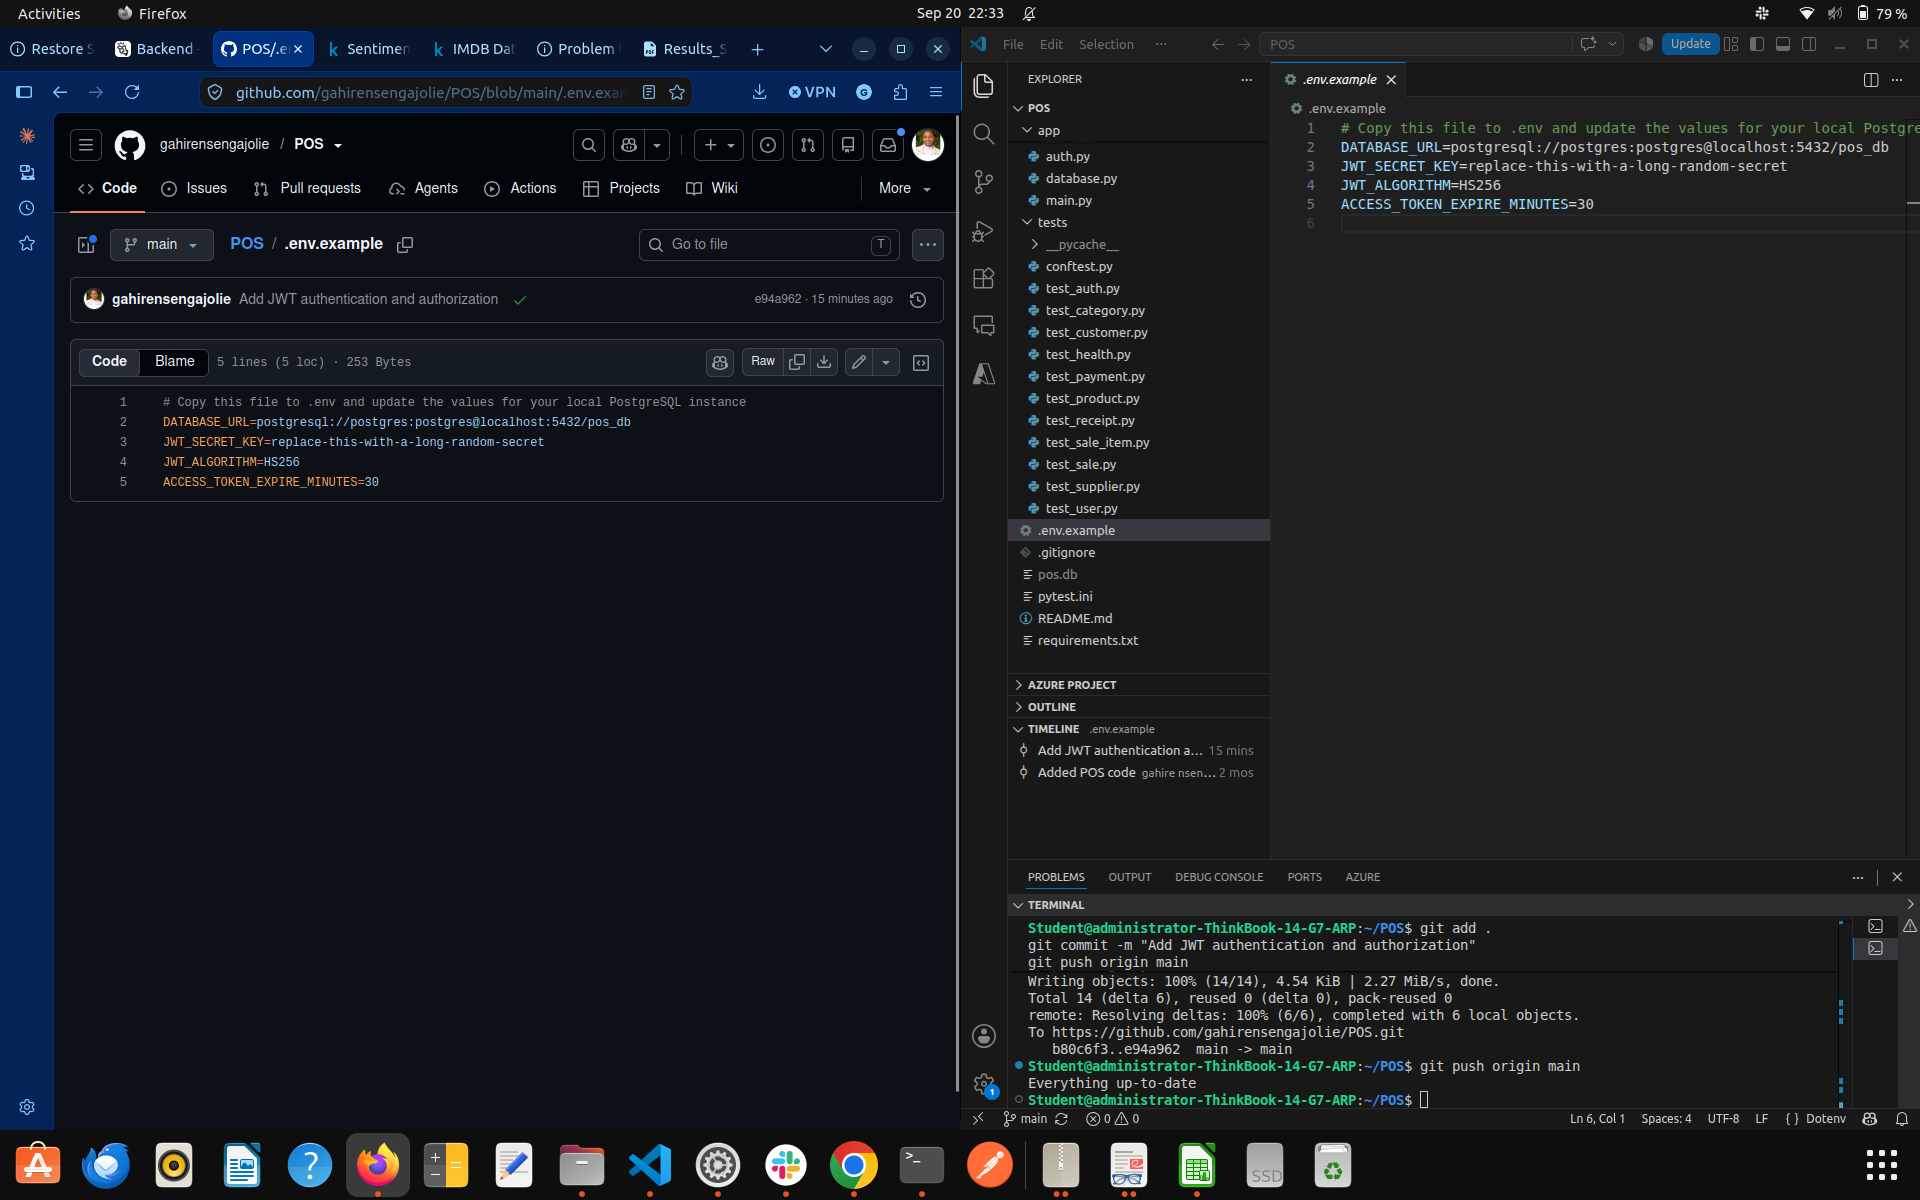 Activities
Firefox
Sep 20 22:33
79 %
Restore S
Backend
POS/.e
Sentimen
IMDB Dat
Problem
Results_S
github.com/gahirensengajolie/POS/blob/main/.env.exam
VPN
G
gahirensengajolie / POS
Code
Issues
Pull requests
Agents
Actions
Projects
Wiki
More
main
POS / .env.example
Go to file
T
gahirensengajolie Add JWT authentication and authorization
e94a962 · 15 minutes ago
Code
Blame
5 lines (5 loc) · 253 Bytes
Raw
1 # Copy this file to .env and update the values for your local PostgreSQL instance
2 DATABASE_URL=postgresql://postgres:postgres@localhost:5432/pos_db
3 JWT_SECRET_KEY=replace-this-with-a-long-random-secret
4 JWT_ALGORITHM=HS256
5 ACCESS_TOKEN_EXPIRE_MINUTES=30
File
Edit
Selection
POS
Update
EXPLORER
POS
app
auth.py
database.py
main.py
tests
__pycache__
conftest.py
test_auth.py
test_category.py
test_customer.py
test_health.py
test_payment.py
test_product.py
test_receipt.py
test_sale_item.py
test_sale.py
test_supplier.py
test_user.py
.env.example
.gitignore
pos.db
pytest.ini
README.md
requirements.txt
AZURE PROJECT
OUTLINE
TIMELINE .env.example
Add JWT authentication a... 15 mins
Added POS code gahire nsen... 2 mos
.env.example
.env.example
1 # Copy this file to .env and update the values for your local Postgre
2 DATABASE_URL=postgresql://postgres:postgres@localhost:5432/pos_db
3 JWT_SECRET_KEY=replace-this-with-a-long-random-secret
4 JWT_ALGORITHM=HS256
5 ACCESS_TOKEN_EXPIRE_MINUTES=30
6
PROBLEMS
OUTPUT
DEBUG CONSOLE
PORTS
AZURE
TERMINAL
Student@administrator-ThinkBook-14-G7-ARP:~/POS$ git add .
git commit -m "Add JWT authentication and authorization"
git push origin main
Writing objects: 100% (14/14), 4.54 KiB | 2.27 MiB/s, done.
Total 14 (delta 6), reused 0 (delta 0), pack-reused 0
remote: Resolving deltas: 100% (6/6), completed with 6 local objects.
To https://github.com/gahirensengajolie/POS.git
b80c6f3..e94a962 main -> main
Student@administrator-ThinkBook-14-G7-ARP:~/POS$ git push origin main
Everything up-to-date
Student@administrator-ThinkBook-14-G7-ARP:~/POS$
1
main
0
0
Ln 6, Col 1
Spaces: 4
UTF-8
LF
{ } Dotenv
SSD